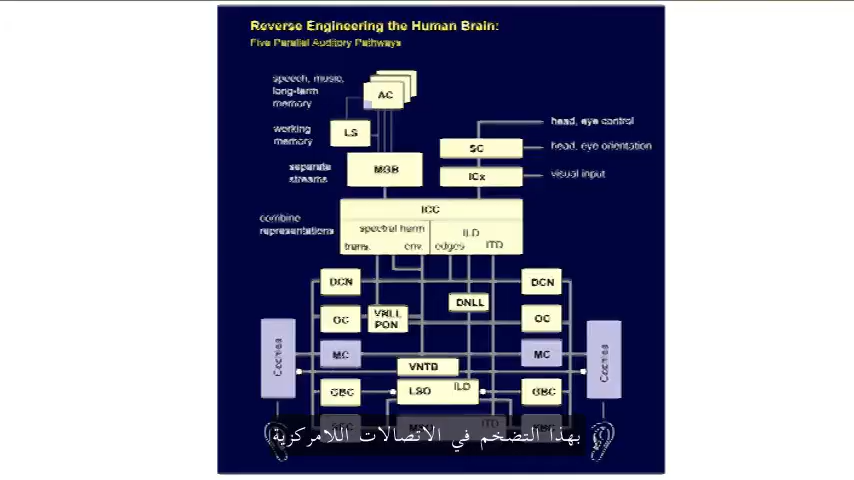 Reverse Engineering the Human Brain:
Five Parallel Auditory Pathways
speech, music,
long-term
memory
AC
working
memory
LS
head, eye control
SC
head, eye orientation
separate
streams
MGB
ICx
visual input
ICC
combine
representations
spectral harm
ILD
trans.
env.
edges
ITD
DCN
DCN
DNLL
OC
VNLL
PON
OC
Cochlea
MC
MC
Cochlea
VNTB
GBC
LSO
ILD
GBC
ITD
بهذا التضخم في الاتصالات اللامركزية